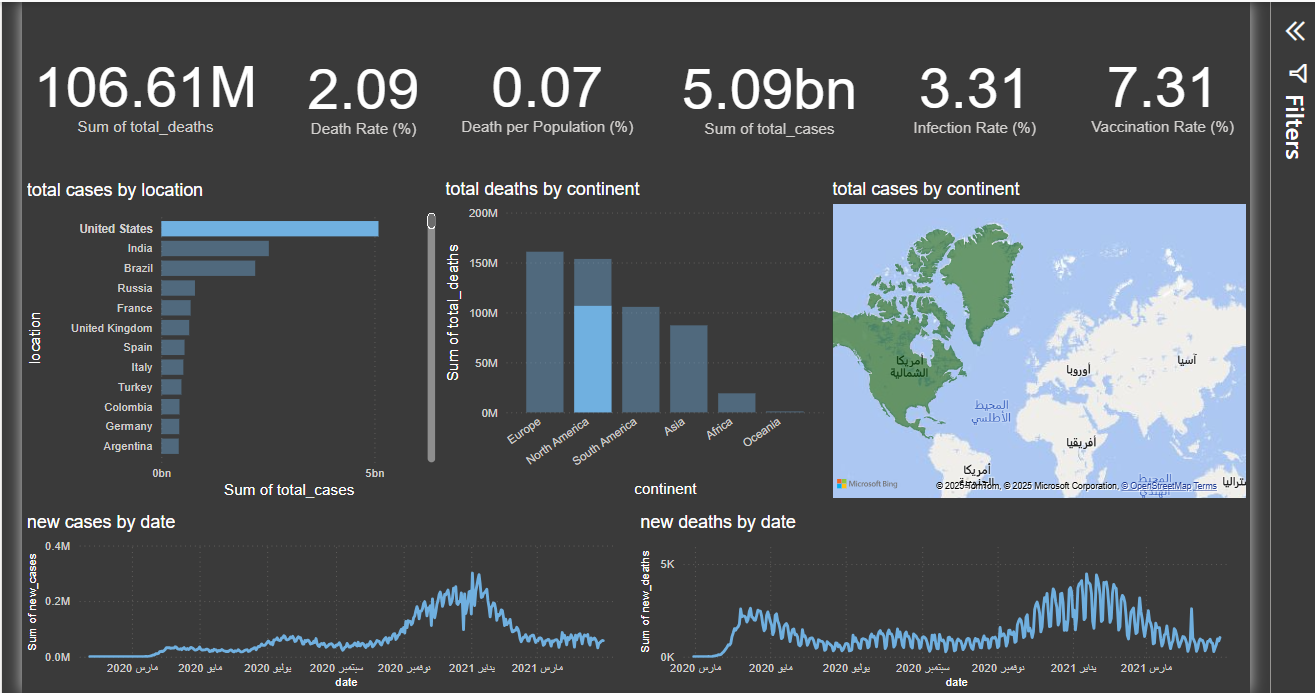 106.61M
Sum of total_deaths
2.09
Death Rate (%)
0.07
Death per Population (%)
5.09bn
Sum of total_cases
3.31
Infection Rate (%)
7.31
Vaccination Rate (%)
Filters
total cases by location
location
United States
India
Brazil
Russia
France
United Kingdom
Spain
Italy
Turkey
Colombia
Germany
Argentina
0bn
5bn
Sum of total_cases
total deaths by continent
Sum of total_deaths
200M
150M
100M
50M
0M
Europe
North America
South America
Asia
Africa
Oceania
continent
total cases by continent
أمريكا
الشمالية
أوروبا
آسيا
المحيط
الأطلسي
أفريقيا
أمريكا
الجنوبية
المحيط
الهندي
Microsoft Bing
© 2025 TomTom, © 2025 Microsoft Corporation, © OpenStreetMap Terms
new cases by date
Sum of new_cases
0.4M
0.2M
0.0M
مارس 2020
مايو 2020
يوليو 2020
سبتمبر 2020
نوفمبر 2020
يناير 2021
مارس 2021
date
new deaths by date
Sum of new_deaths
5K
0K
مارس 2020
مايو 2020
يوليو 2020
سبتمبر 2020
نوفمبر 2020
يناير 2021
مارس 2021
date